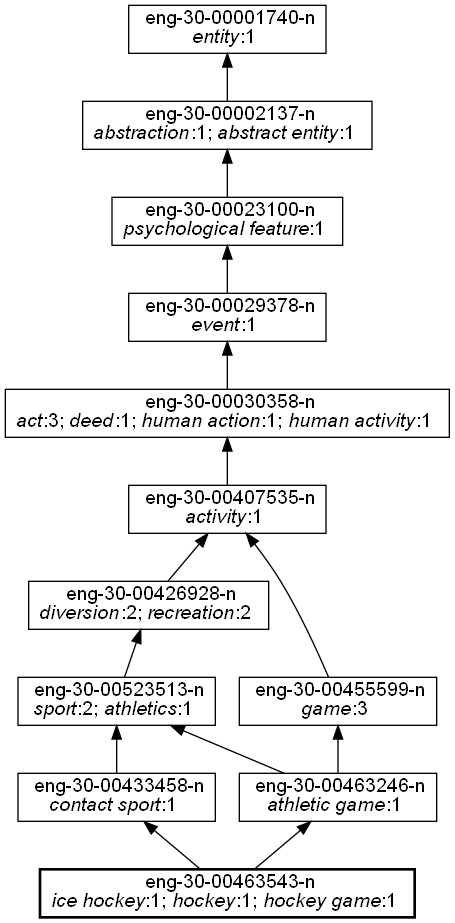 eng-30-00001740-n
entity:1
eng-30-00002137-n
abstraction:1; abstract entity:1
eng-30-00023100-n
psychological feature:1
eng-30-00029378-n
event:1
eng-30-00030358-n
act:3; deed:1; human action:1; human activity:1
eng-30-00407535-n
activity:1
eng-30-00426928-n
diversion:2; recreation:2
eng-30-00523513-n
sport:2; athletics:1
eng-30-00455599-n
game:3
eng-30-00433458-n
contact sport:1
eng-30-00463246-n
athletic game:1
eng-30-00463543-n
ice hockey:1; hockey:1; hockey game:1